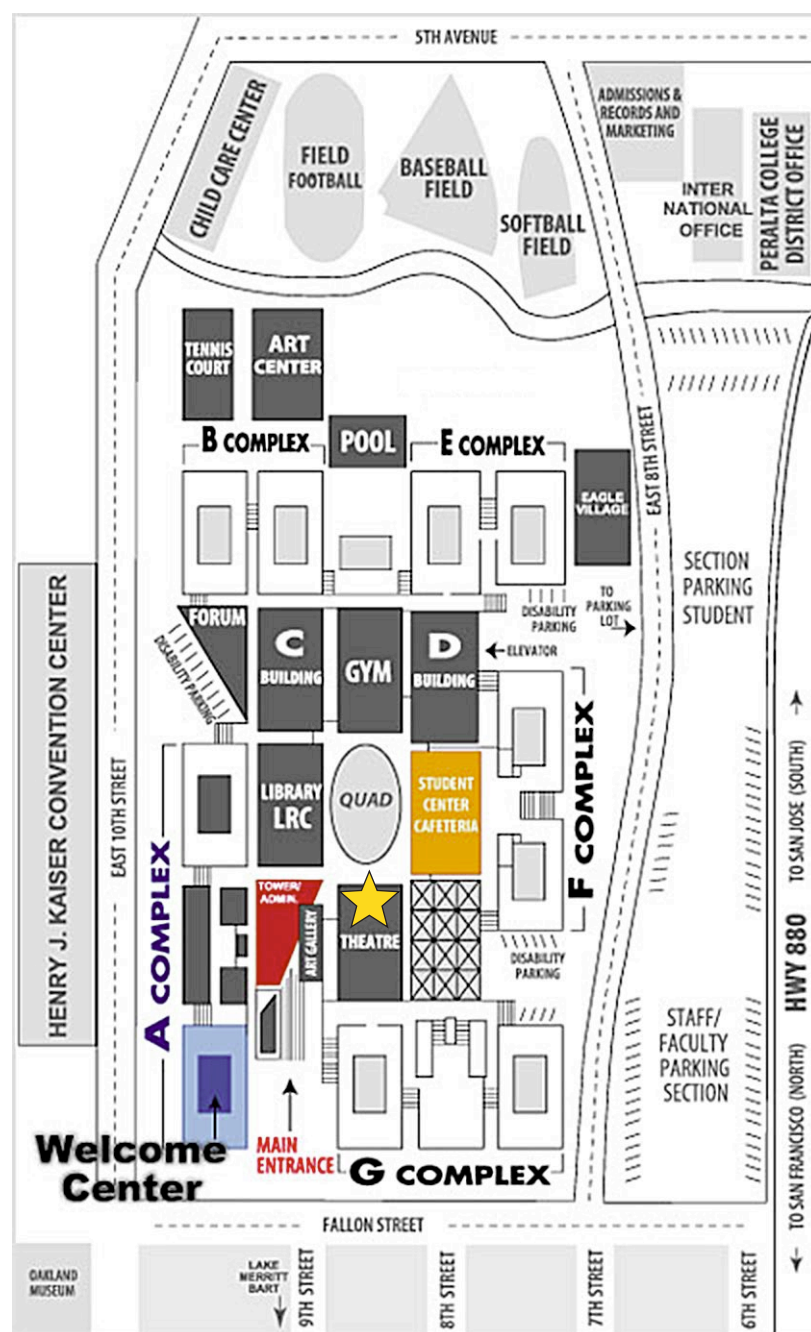 5TH AVENUE
CHILD CARE CENTER
FIELD
FOOTBALL
BASEBALL
FIELD
SOFTBALL
FIELD
ADMISSIONS &
RECORDS AND
MARKETING
INTER
NATIONAL
OFFICE
PERALTA COLLEGE
DISTRICT OFFICE
TENNIS
COURT
ART
CENTER
B COMPLEX
POOL
E COMPLEX
EAGLE
VILLAGE
EAST 8TH STREET
SECTION
PARKING
STUDENT
HENRY J. KAISER CONVENTION CENTER
EAST 10TH STREET
FORUM
DISABILITY PARKING
C
BUILDING
GYM
D
BUILDING
ELEVATOR
DISABILITY
PARKING
TO
PARKING
LOT
A COMPLEX
LIBRARY
LRC
QUAD
STUDENT
CENTER
CAFETERIA
F COMPLEX
TOWER/
ADMIN.
ART GALLERY
THEATRE
DISABILITY
PARKING
STAFF/
FACULTY
PARKING
SECTION
TO SAN JOSE (SOUTH)
HWY 880
TO SAN FRANCISCO (NORTH)
Welcome
Center
MAIN
ENTRANCE
G COMPLEX
FALLON STREET
OAKLAND
MUSEUM
LAKE
MERRITT
BART
9TH STREET
8TH STREET
7TH STREET
6TH STREET